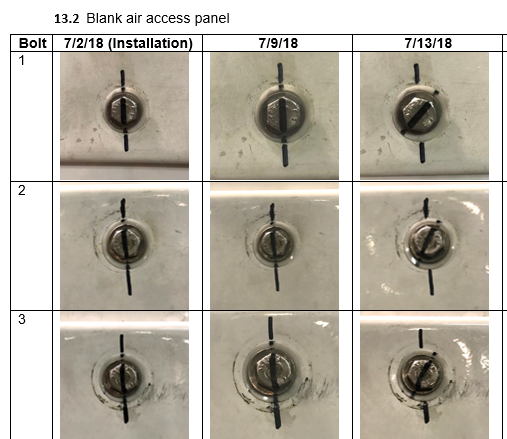 13.2 Blank air access panel
Bolt 7/2/18 (Installation) 7/9/18 7/13/18
1
2
3